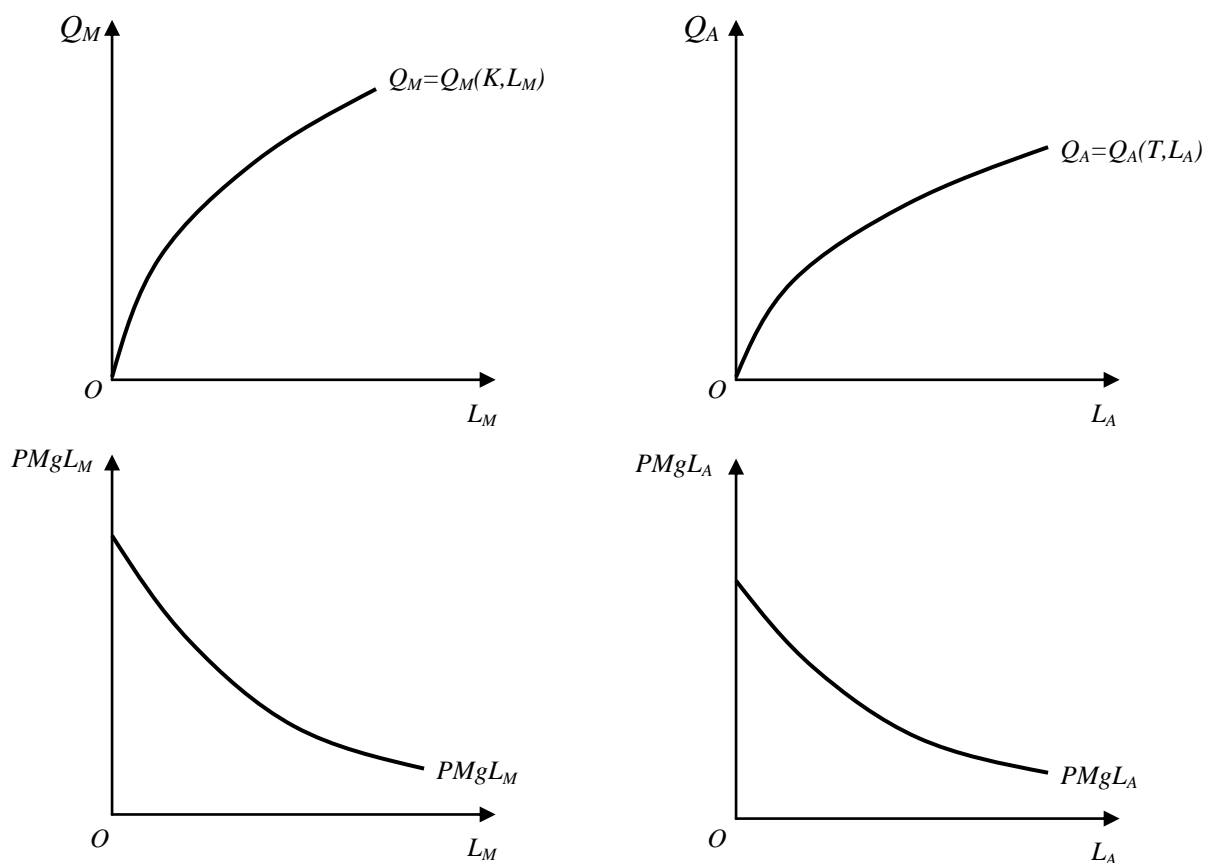 Q_M
Q_M=Q_M(K,L_M)
O
L_M
Q_A
Q_A=Q_A(T,L_A)
O
L_A
PMgL_M
PMgL_M
O
L_M
PMgL_A
PMgL_A
O
L_A